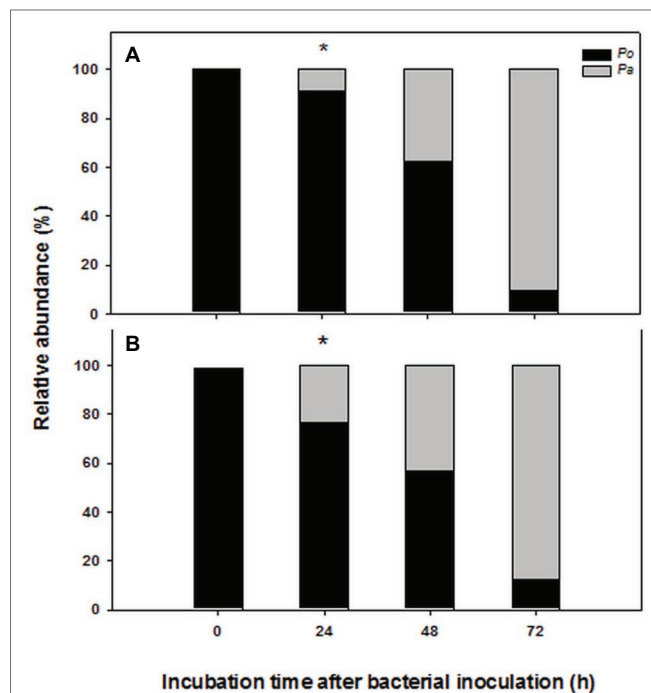 A
*
Po
Pa
100
80
60
40
20
0
B
*
100
80
60
40
20
0
0 24 48 72
Relative abundance (%)
Incubation time after bacterial inoculation (h)